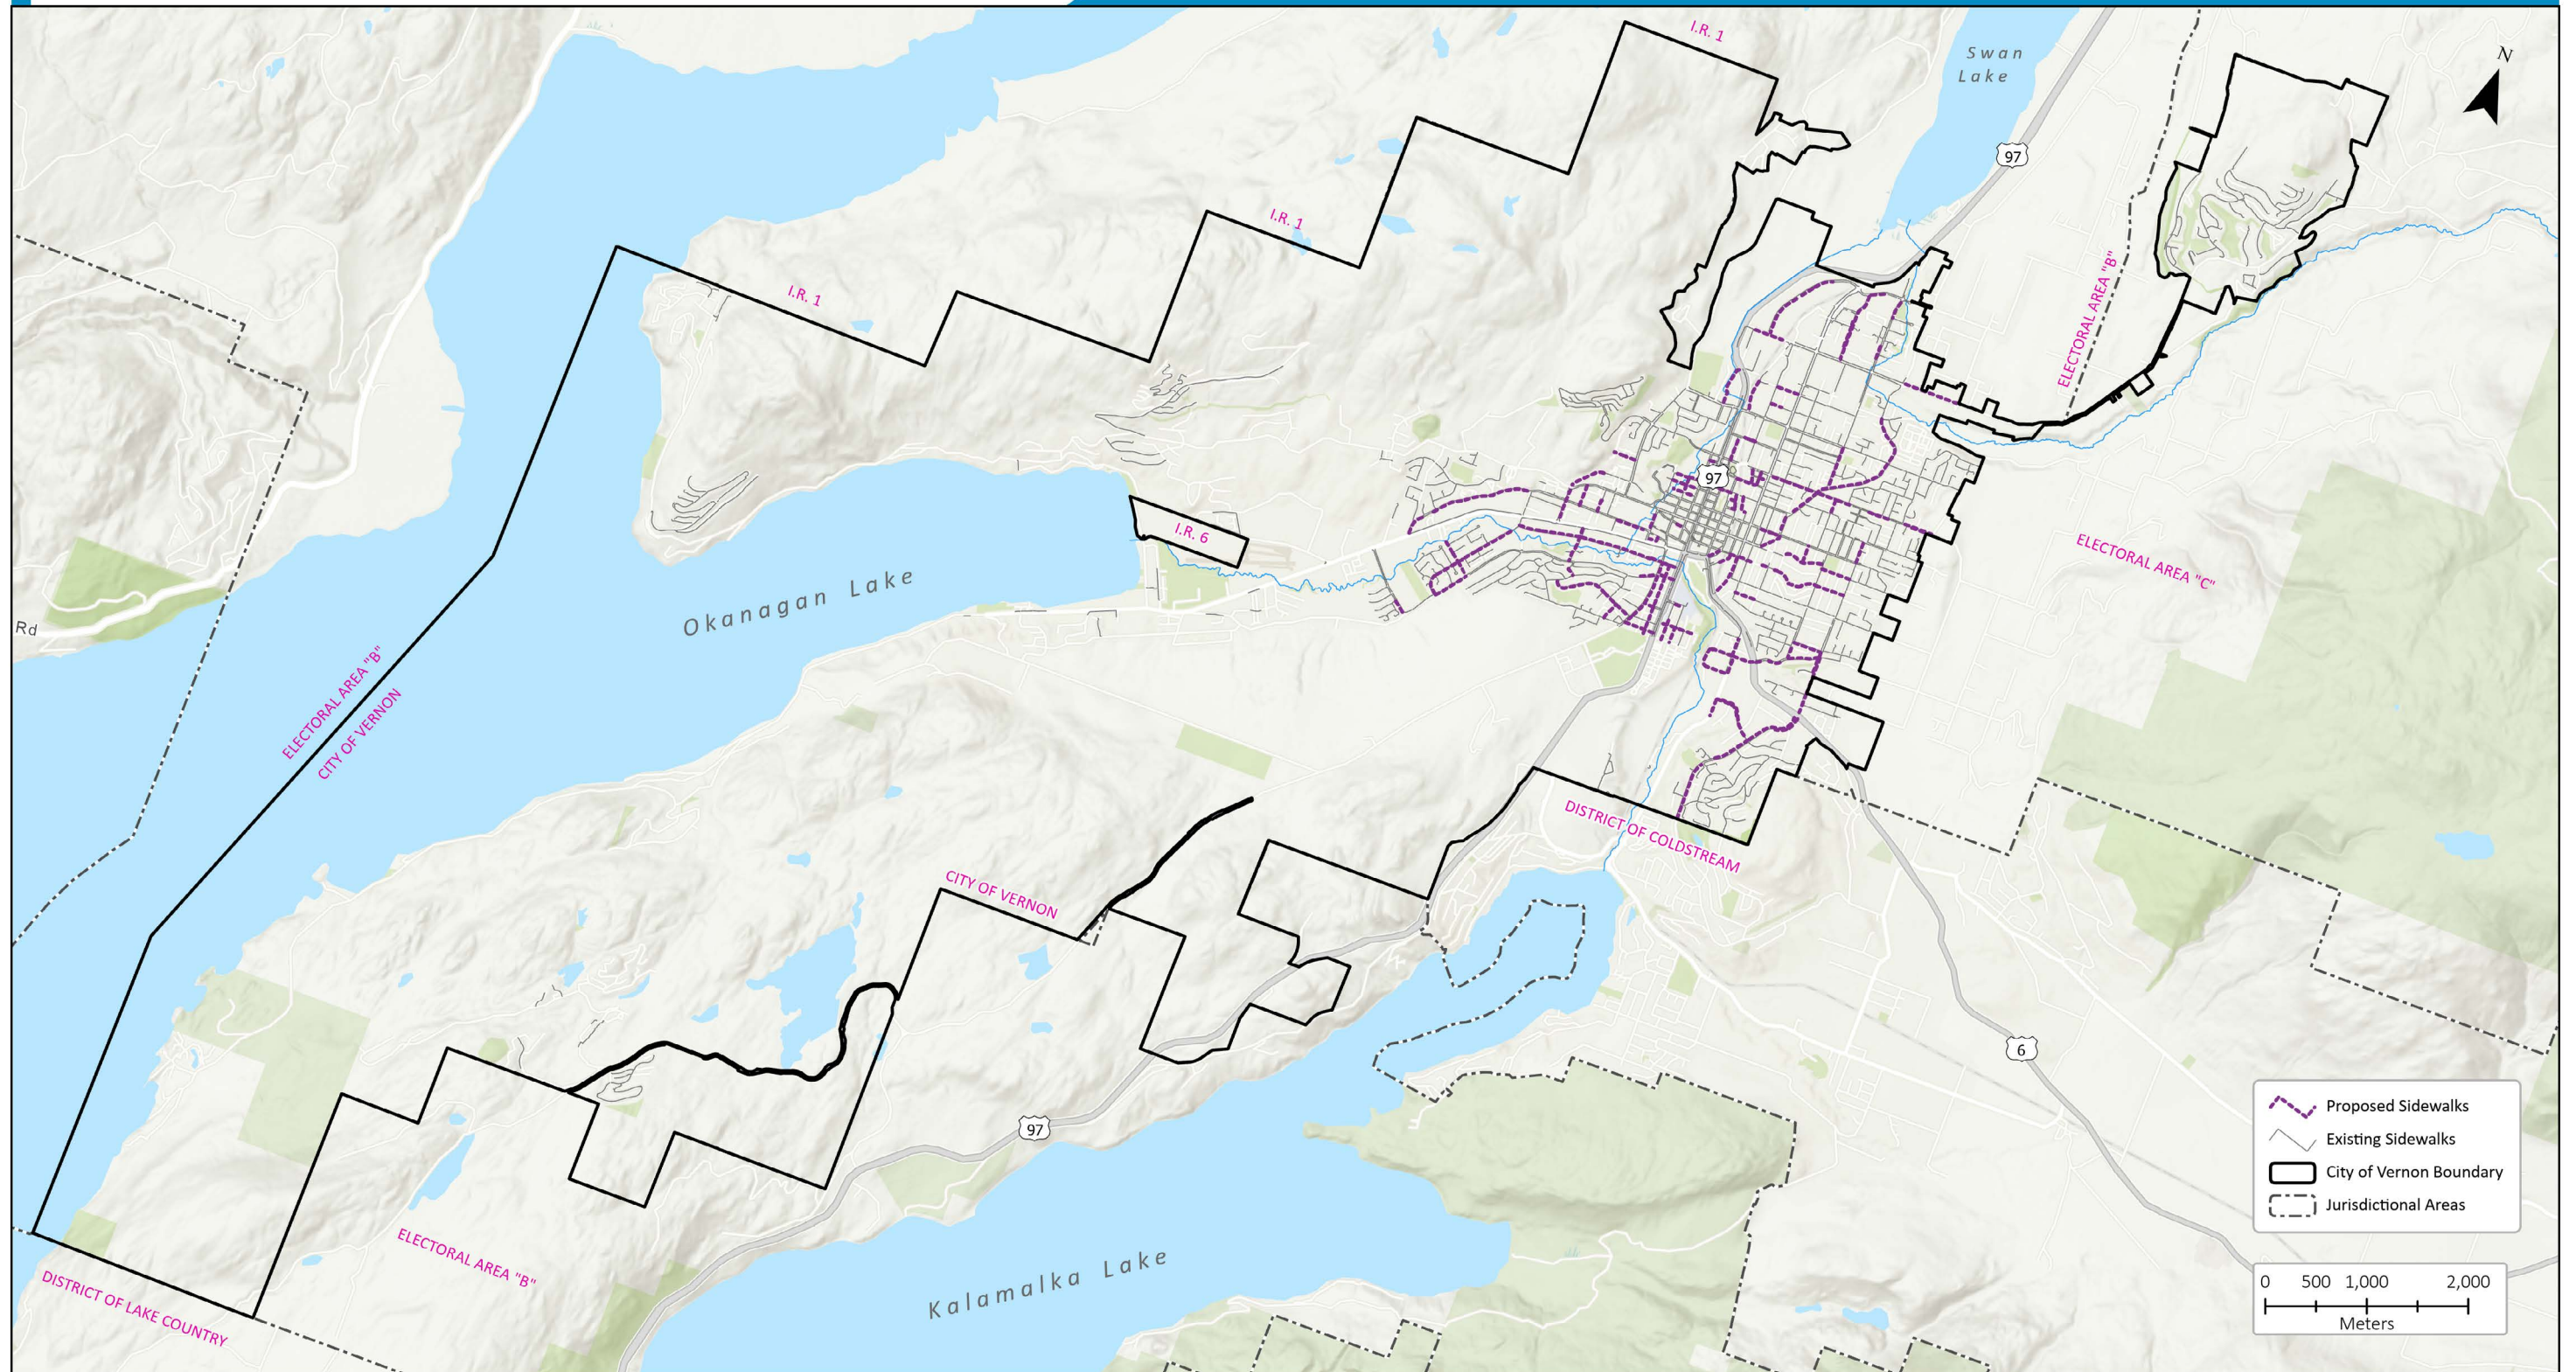 I.R. 1
Swan
Lake
N
97
I.R. 1
I.R. 1
ELECTORAL AREA "B"
97
I.R. 6
ELECTORAL AREA "C"
Okanagan Lake
Rd
ELECTORAL AREA "B"
CITY OF VERNON
DISTRICT OF COLDSTREAM
CITY OF VERNON
6
97
Proposed Sidewalks
Existing Sidewalks
City of Vernon Boundary
Jurisdictional Areas
ELECTORAL AREA "B"
Kalamalka Lake
DISTRICT OF LAKE COUNTRY
0 500 1,000 2,000
Meters